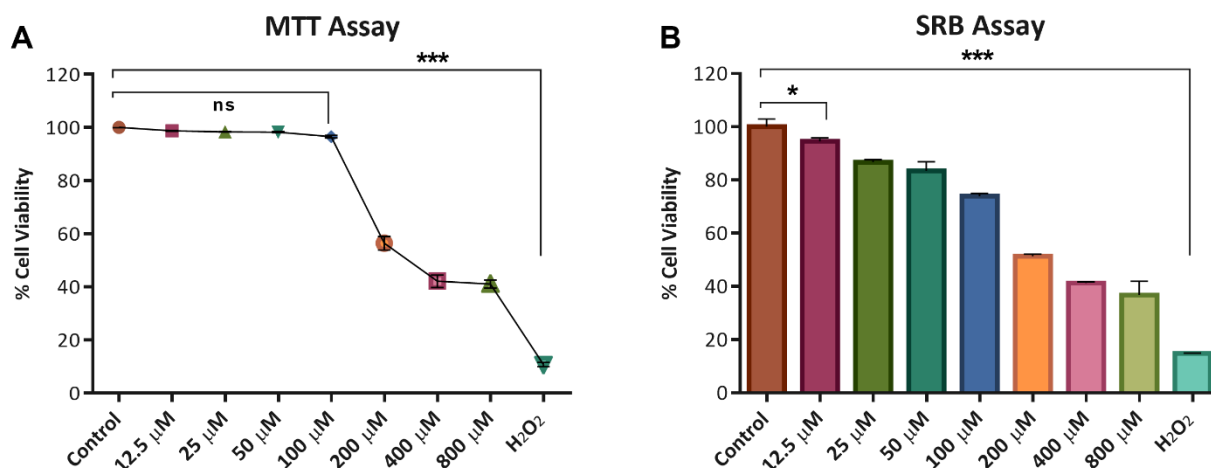 A
MTT Assay
***
ns
% Cell Viability
120
100
80
60
40
20
0
Control
12.5 μM
25 μM
50 μM
100 μM
200 μM
400 μM
800 μM
H₂O₂
B
SRB Assay
***
*
% Cell Viability
120
100
80
60
40
20
0
Control
12.5 μM
25 μM
50 μM
100 μM
200 μM
400 μM
800 μM
H₂O₂